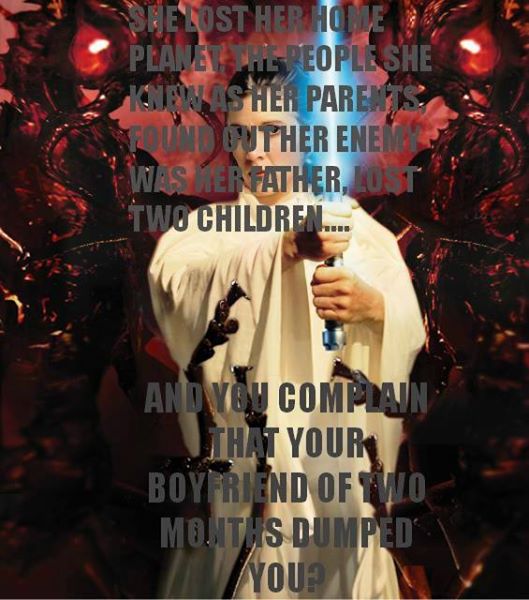 SHE LOST HER HOME
PLANET, THE PEOPLE SHE
KNEW AS HER PARENTS,
FOUND OUT HER ENEMY
WAS HER FATHER, LOST
TWO CHILDREN....
AND YOU COMPLAIN
THAT YOUR
BOYFRIEND OF TWO
MONTHS DUMPED
YOU?